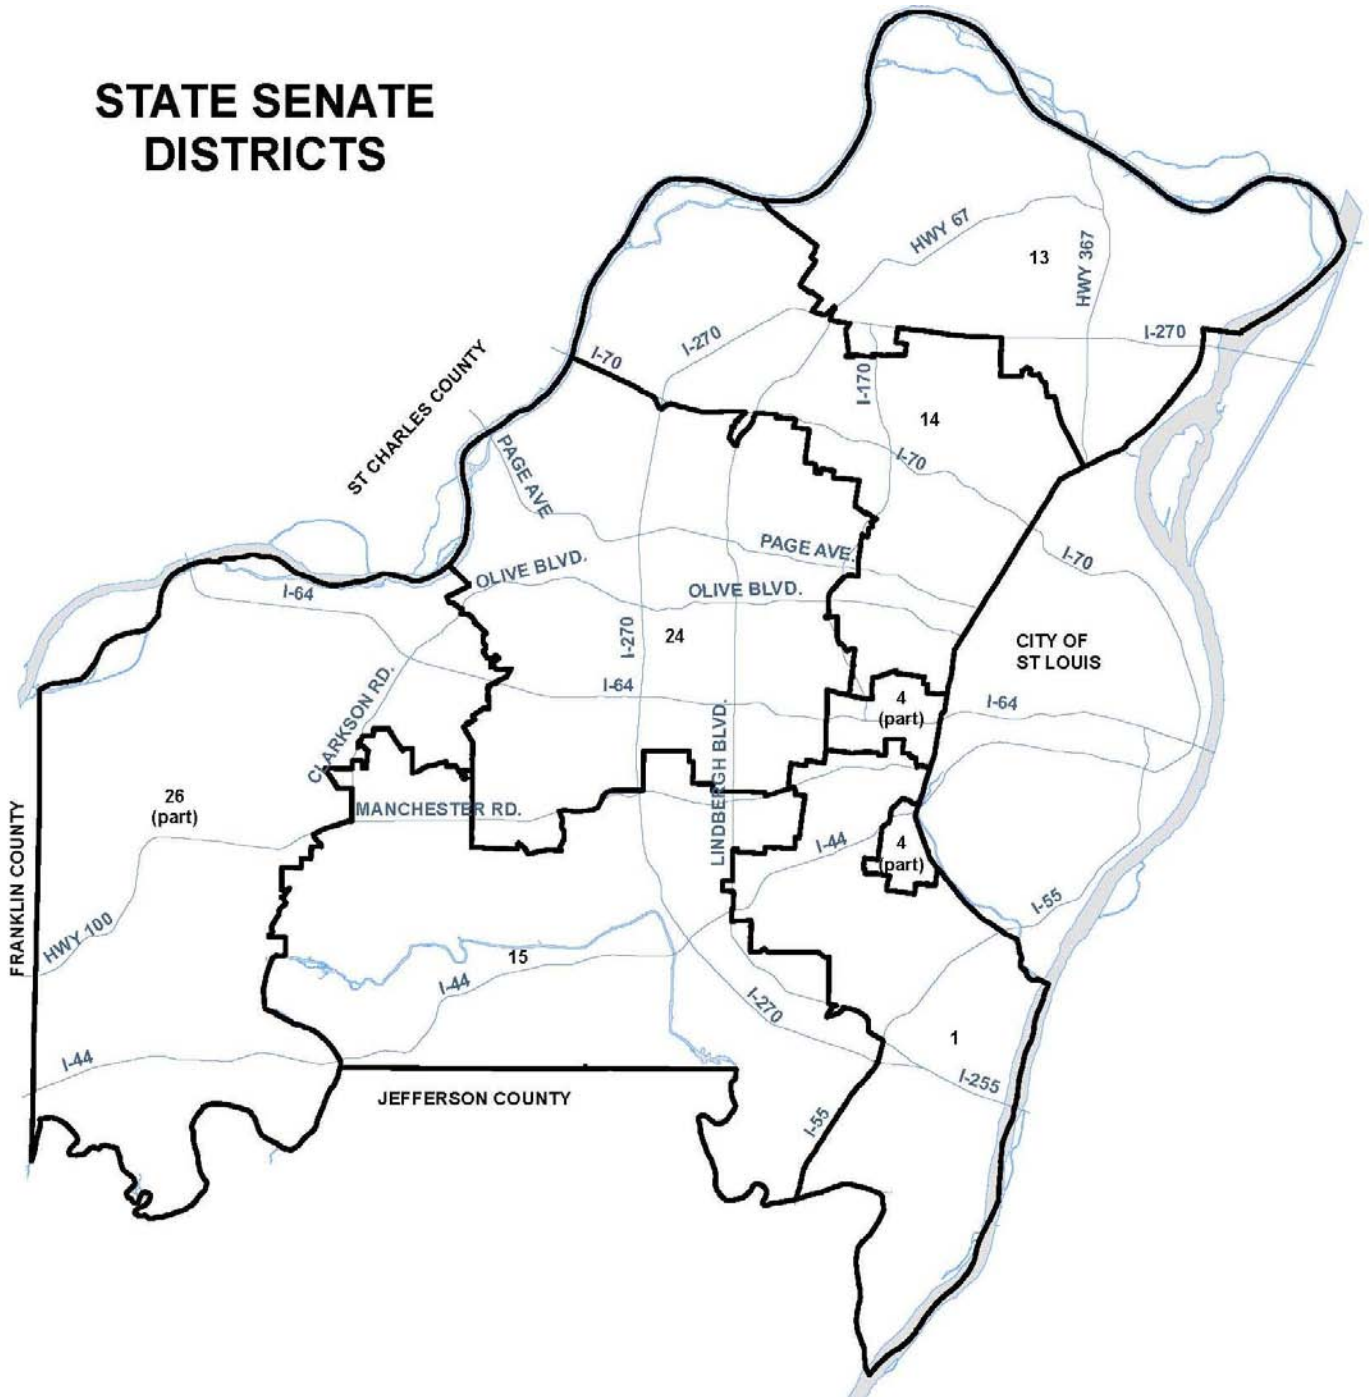 STATE SENATE
DISTRICTS
HWY 67
13
HWY 367
I-270
I-270
I-70
ST CHARLES COUNTY
I-170
14
I-70
PAGE AVE
PAGE AVE.
I-70
OLIVE BLVD.
OLIVE BLVD.
I-64
I-270
24
CITY OF
ST LOUIS
CLARKSON RD.
I-64
4
(part)
I-64
LINDBERGH BLVD.
26
(part)
MANCHESTER RD.
I-44
4
(part)
FRANKLIN COUNTY
HWY 100
I-55
15
I-44
I-270
1
I-44
I-255
JEFFERSON COUNTY
I-55